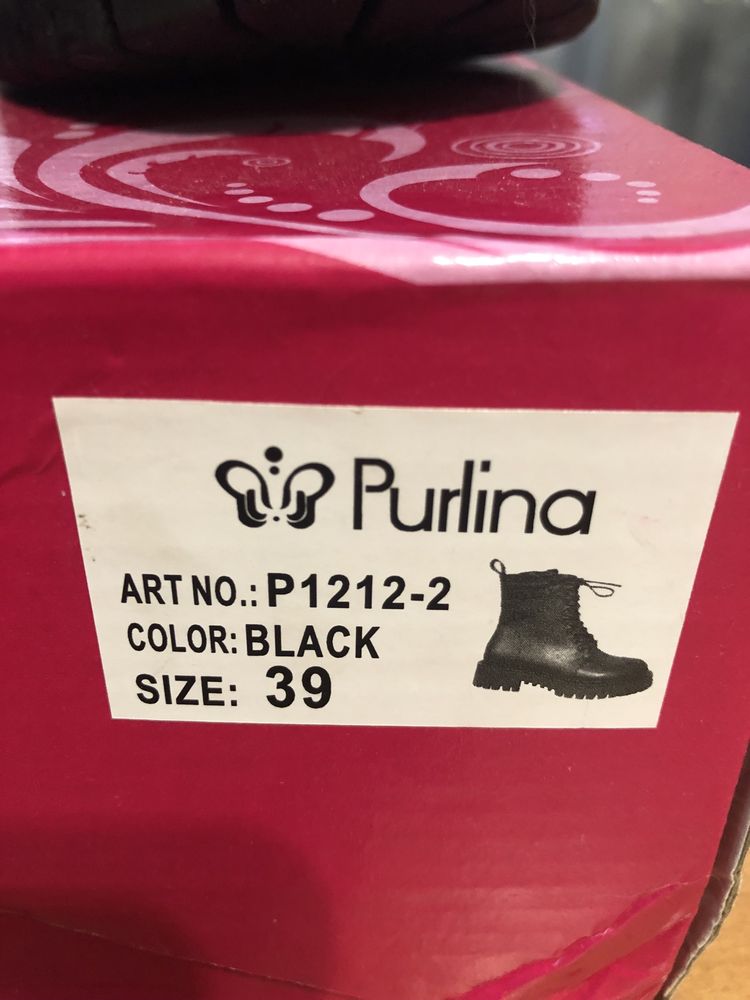 Purlina
ART NO.: P1212-2
COLOR: BLACK
SIZE: 39